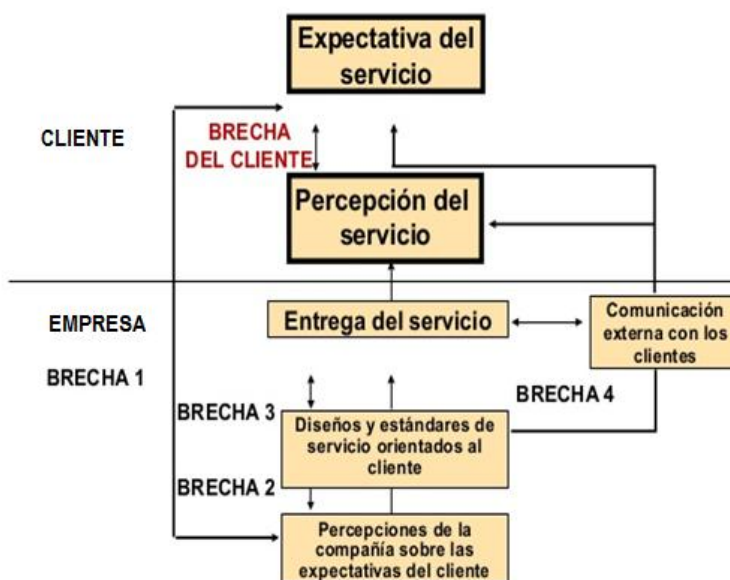 Expectativa del
servicio
CLIENTE
BRECHA
DEL CLIENTE
Percepción del
servicio
EMPRESA
Entrega del servicio
Comunicación
externa con los
clientes
BRECHA 1
BRECHA 3
BRECHA 4
Diseños y estándares de
servicio orientados al
cliente
BRECHA 2
Percepciones de la
compañía sobre las
expectativas del cliente